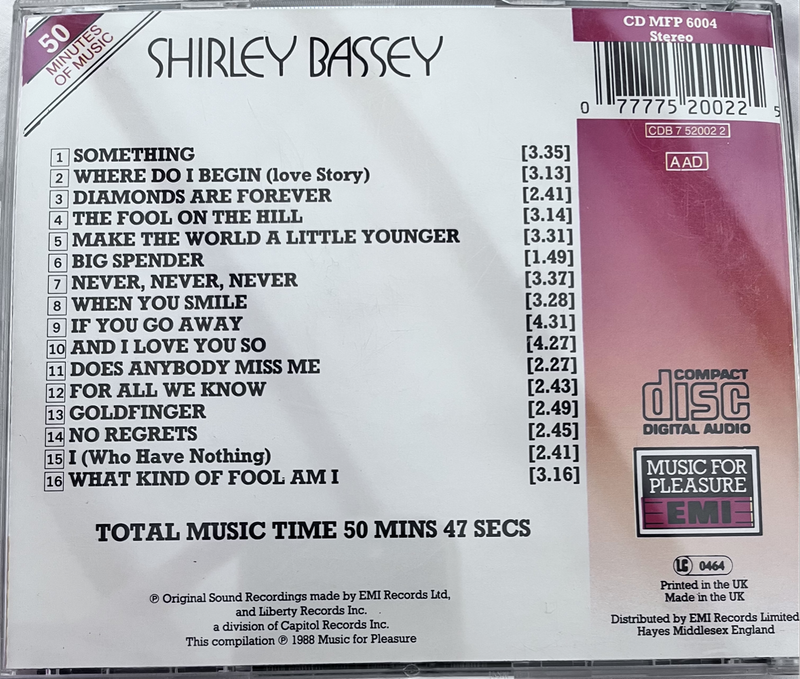 50
MINUTES
OF MUSIC
SHIRLEY BASSEY
CD MFP 6004
Stereo
0 77775 20022 5
CDB 7 52002 2
AAD
1 SOMETHING [3.35]
2 WHERE DO I BEGIN (love Story) [3.13]
3 DIAMONDS ARE FOREVER [2.41]
4 THE FOOL ON THE HILL [3.14]
5 MAKE THE WORLD A LITTLE YOUNGER [3.31]
6 BIG SPENDER [1.49]
7 NEVER, NEVER, NEVER [3.37]
8 WHEN YOU SMILE [3.28]
9 IF YOU GO AWAY [4.31]
10 AND I LOVE YOU SO [4.27]
11 DOES ANYBODY MISS ME [2.27]
12 FOR ALL WE KNOW [2.43]
13 GOLDFINGER [2.49]
14 NO REGRETS [2.45]
15 I (Who Have Nothing) [2.41]
16 WHAT KIND OF FOOL AM I [3.16]
TOTAL MUSIC TIME 50 MINS 47 SECS
℗ Original Sound Recordings made by EMI Records Ltd,
and Liberty Records Inc.
a division of Capitol Records Inc.
This compilation ℗ 1988 Music for Pleasure
COMPACT
disc
DIGITAL AUDIO
MUSIC FOR
PLEASURE
EMI
LC 0464
Printed in the UK
Made in the UK
Distributed by EMI Records Limited
Hayes Middlesex England